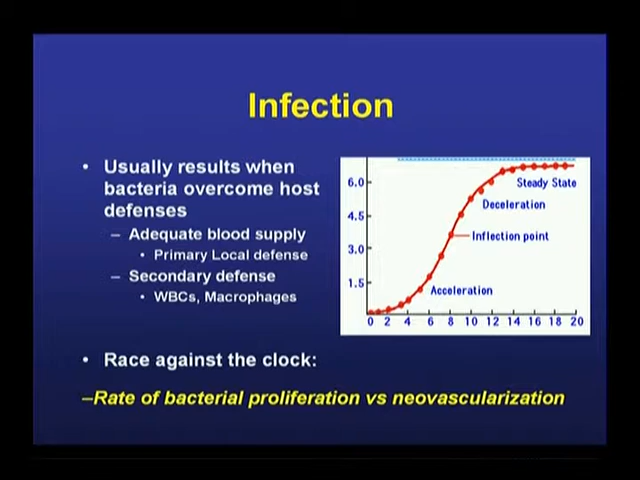 Infection
• Usually results when
bacteria overcome host
defenses
– Adequate blood supply
• Primary Local defense
– Secondary defense
• WBCs, Macrophages
6.0
4.5
3.0
1.5
Steady State
Deceleration
Inflection point
Acceleration
0 2 4 6 8 10 12 14 16 18 20
• Race against the clock:
–Rate of bacterial proliferation vs neovascularization